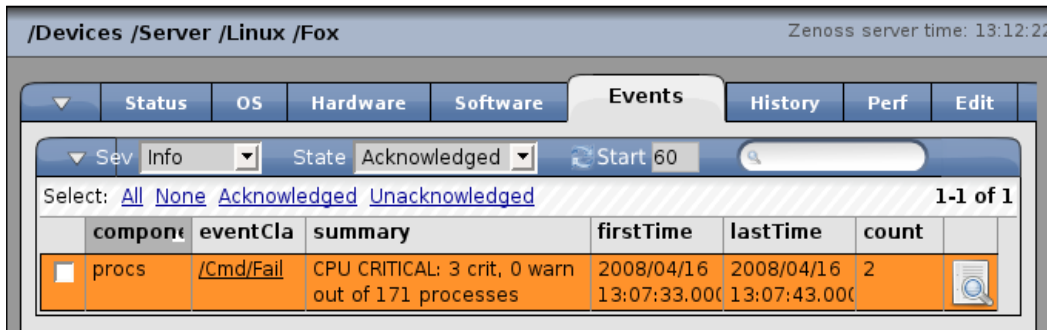 /Devices /Server /Linux /Fox Zenoss server time: 13:12:22
Status OS Hardware Software Events History Perf Edit
Sev Info State Acknowledged Start 60
Select: All None Acknowledged Unacknowledged 1-1 of 1
compone eventCla summary firstTime lastTime count
procs /Cmd/Fail CPU CRITICAL: 3 crit, 0 warn 2008/04/16 2008/04/16 2
out of 171 processes 13:07:33.000 13:07:43.000